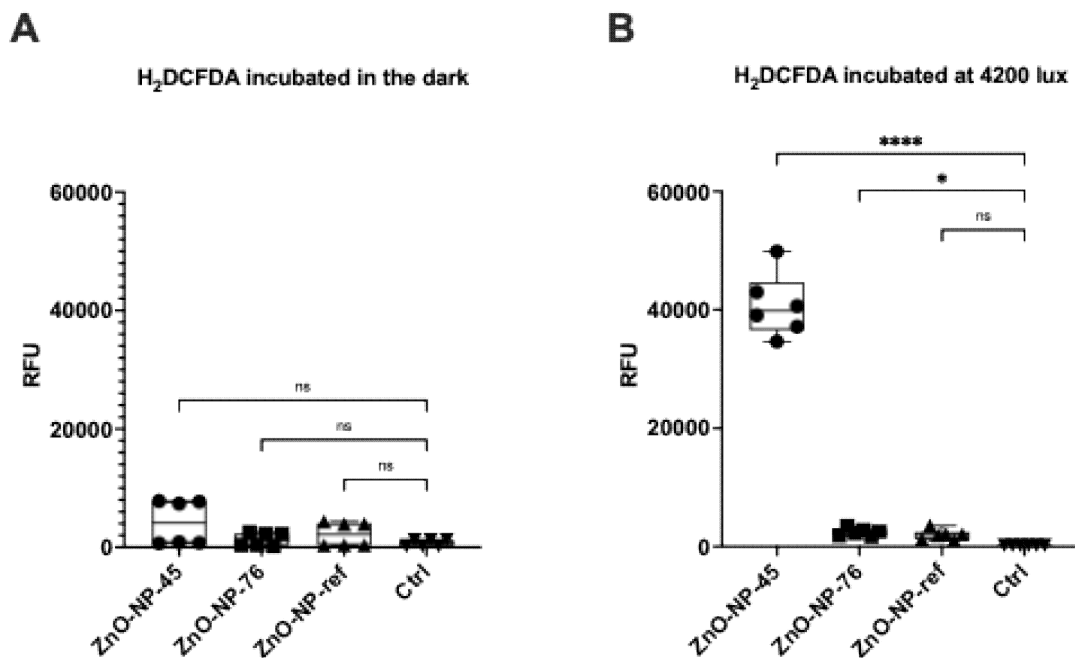 A
H₂DCFDA incubated in the dark
60000
40000
20000
0
RFU
ns
ns
ns
ZnO-NP-45
ZnO-NP-76
ZnO-NP-ref
Ctrl
B
H₂DCFDA incubated at 4200 lux
****
*
ns
60000
40000
20000
0
RFU
ZnO-NP-45
ZnO-NP-76
ZnO-NP-ref
Ctrl